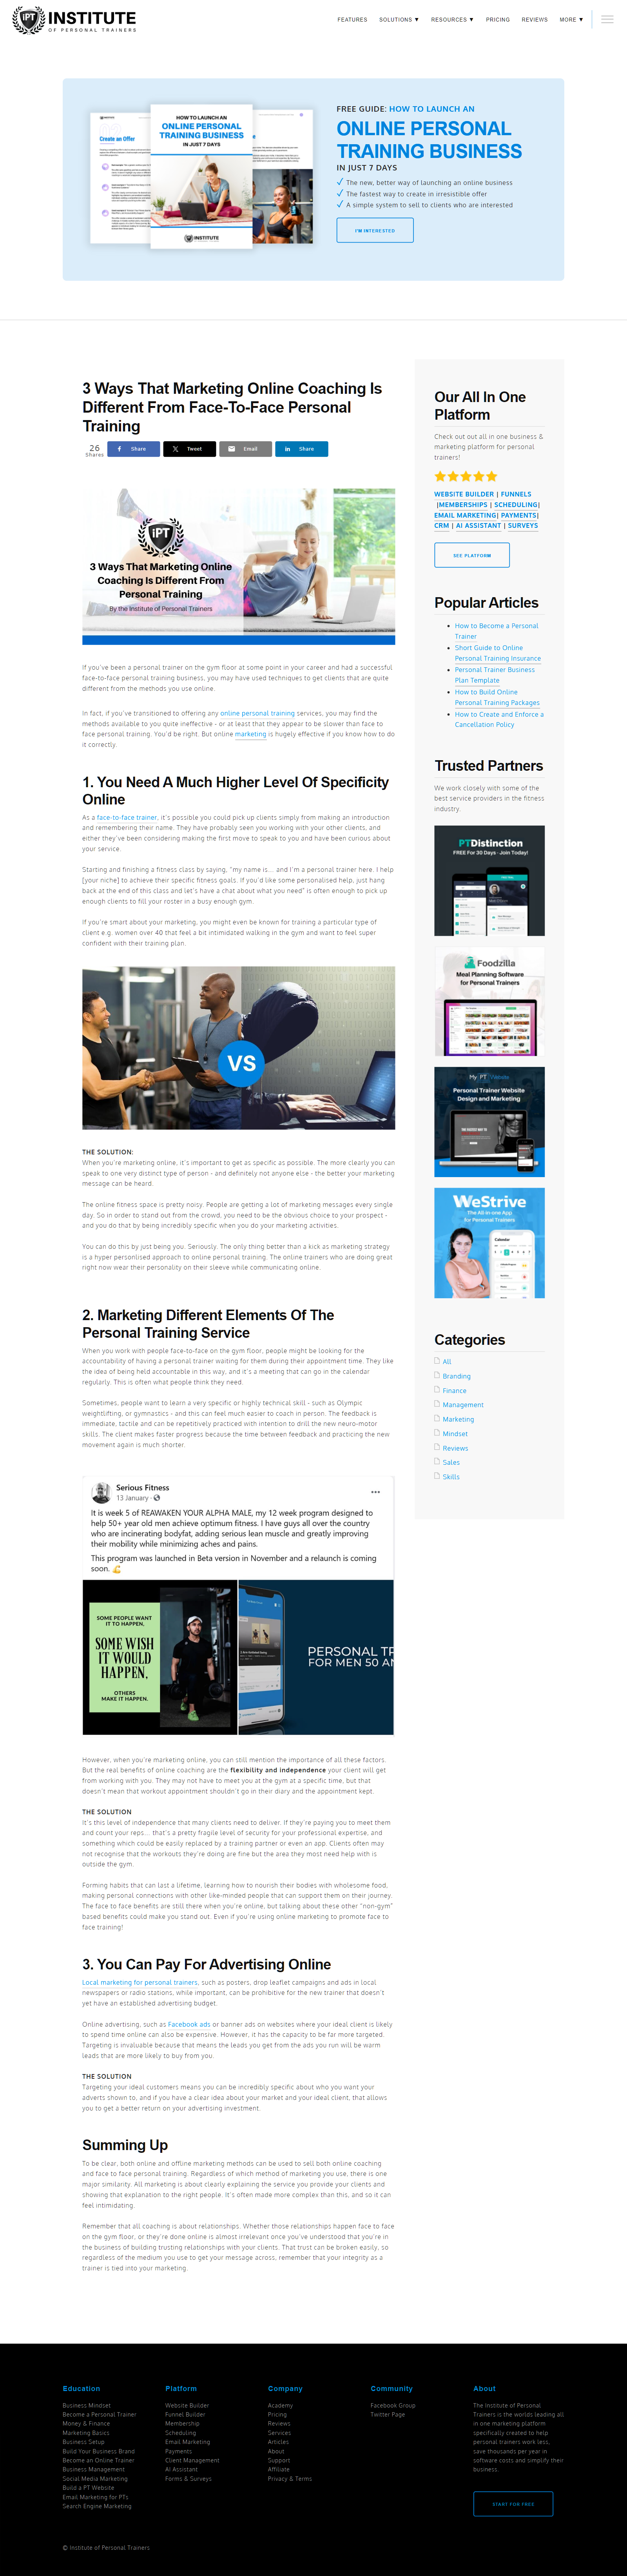 IPT INSTITUTE
OF PERSONAL TRAINERS
FEATURES SOLUTIONS ▼ RESOURCES ▼ PRICING REVIEWS MORE ▼
HOW TO LAUNCH AN
ONLINE PERSONAL
TRAINING BUSINESS
IN JUST 7 DAYS
Create an Offer
INSTITUTE
FREE GUIDE: HOW TO LAUNCH AN
ONLINE PERSONAL
TRAINING BUSINESS
IN JUST 7 DAYS
✓ The new, better way of launching an online business
✓ The fastest way to create in irresistible offer
✓ A simple system to sell to clients who are interested
I'M INTERESTED
3 Ways That Marketing Online Coaching Is
Different From Face-To-Face Personal
Training
26
Shares
Share
Tweet
Email
Share
IPT
3 Ways That Marketing Online
Coaching Is Different From
Personal Training
By the Institute of Personal Trainers
If you've been a personal trainer on the gym floor at some point in your career and had a successful
face-to-face personal training business, you may have used techniques to get clients that are quite
different from the methods you use online.
In fact, if you've transitioned to offering any online personal training services, you may find the
methods available to you quite ineffective - or at least that they appear to be slower than face to
face personal training. You'd be right. But online marketing is hugely effective if you know how to do
it correctly.
1. You Need A Much Higher Level Of Specificity
Online
As a face-to-face trainer, it's possible you could pick up clients simply from making an introduction
and remembering their name. They have probably seen you working with your other clients, and
either they've been considering making the first move to speak to you and have been curious about
your service.
Starting and finishing a fitness class by saying, "my name is... and I'm a personal trainer here. I help
[your niche] to achieve their specific fitness goals. If you'd like some personalised help, just hang
back at the end of this class and let's have a chat about what you need" is often enough to pick up
enough clients to fill your roster in a busy enough gym.
If you're smart about your marketing, you might even be known for training a particular type of
client e.g. women over 40 that feel a bit intimidated walking in the gym and want to feel super
confident with their training plan.
VS
THE SOLUTION:
When you're marketing online, it's important to get as specific as possible. The more clearly you can
speak to one very distinct type of person - and definitely not anyone else - the better your marketing
message can be heard.
The online fitness space is pretty noisy. People are getting a lot of marketing messages every single
day. So in order to stand out from the crowd, you need to be the obvious choice to your prospect -
and you do that by being incredibly specific when you do your marketing activities.
You can do this by just being you. Seriously. The only thing better than a kick as marketing strategy
is a hyper personlised approach to online personal training. The online trainers who are doing great
right now wear their personality on their sleeve while communicating online.
2. Marketing Different Elements Of The
Personal Training Service
When you work with people face-to-face on the gym floor, people might be looking for the
accountability of having a personal trainer waiting for them during their appointment time. They like
the idea of being held accountable in this way, and it's a meeting that can go in the calendar
regularly. This is often what people think they need.
Sometimes, people want to learn a very specific or highly technical skill - such as Olympic
weightlifting, or gymnastics - and this can feel much easier to coach in person. The feedback is
immediate, tactile and can be repetitively practiced with intention to drill the new neuro-motor
skills. The client makes faster progress because the time between feedback and practicing the new
movement again is much shorter.
Serious Fitness
13 January
It is week 5 of REAWAKEN YOUR ALPHA MALE, my 12 week program designed to
help 50+ year old men achieve optimum fitness. I have guys all over the country
who are incinerating bodyfat, adding serious lean muscle and greatly improving
their mobility while minimizing aches and pains.
This program was launched in Beta version in November and a relaunch is coming
soon.
SOME PEOPLE WANT
IT TO HAPPEN,
SOME WISH
IT WOULD
HAPPEN,
OTHERS
MAKE IT HAPPEN.
PERSONAL TR
FOR MEN 50 AN
However, when you're marketing online, you can still mention the importance of all these factors.
But the real benefits of online coaching are the flexibility and independence your client will get
from working with you. They may not have to meet you at the gym at a specific time, but that
doesn't mean that workout appointment shouldn't go in their diary and the appointment kept.
THE SOLUTION
It's this level of independence that many clients need to deliver. If they're paying you to meet them
and count your reps... that's a pretty fragile level of security for your professional expertise, and
something which could be easily replaced by a training partner or even an app. Clients often may
not recognise that the workouts they're doing are fine but the area they most need help with is
outside the gym.
Forming habits that can last a lifetime, learning how to nourish their bodies with wholesome food,
making personal connections with other like-minded people that can support them on their journey.
The face to face benefits are still there when you're online, but talking about these other "non-gym"
based benefits could make you stand out. Even if you're using online marketing to promote face to
face training!
3. You Can Pay For Advertising Online
Local marketing for personal trainers, such as posters, drop leaflet campaigns and ads in local
newspapers or radio stations, while important, can be prohibitive for the new trainer that doesn't
yet have an established advertising budget.
Online advertising, such as Facebook ads or banner ads on websites where your ideal client is likely
to spend time online can also be expensive. However, it has the capacity to be far more targeted.
Targeting is invaluable because that means the leads you get from the ads you run will be warm
leads that are more likely to buy from you.
THE SOLUTION
Targeting your ideal customers means you can be incredibly specific about who you want your
adverts shown to, and if you have a clear idea about your market and your ideal client, that allows
you to get a better return on your advertising investment.
Summing Up
To be clear, both online and offline marketing methods can be used to sell both online coaching
and face to face personal training. Regardless of which method of marketing you use, there is one
major similarity. All marketing is about clearly explaining the service you provide your clients and
showing that explanation to the right people. It's often made more complex than this, and so it can
feel intimidating.
Remember that all coaching is about relationships. Whether those relationships happen face to face
on the gym floor, or they're done online is almost irrelevant once you've understood that you're in
the business of building trusting relationships with your clients. That trust can be broken easily, so
regardless of the medium you use to get your message across, remember that your integrity as a
trainer is tied into your marketing.
Our All In One
Platform
Check out out all in one business &
marketing platform for personal
trainers!
WEBSITE BUILDER | FUNNELS
|MEMBERSHIPS | SCHEDULING|
EMAIL MARKETING| PAYMENTS|
CRM | AI ASSISTANT | SURVEYS
SEE PLATFORM
Popular Articles
How to Become a Personal
Trainer
Short Guide to Online
Personal Training Insurance
Personal Trainer Business
Plan Template
How to Build Online
Personal Training Packages
How to Create and Enforce a
Cancellation Policy
Trusted Partners
We work closely with some of the
best service providers in the fitness
industry.
PTDistinction
FREE For 30 Days - Join Today!
Foodzilla
Meal Planning Software
for Personal Trainers
My PT Website
Personal Trainer Website
Design and Marketing
WeStrive
The All-in-One App
for Personal Trainers
Calendar
Categories
All
Branding
Finance
Management
Marketing
Mindset
Reviews
Sales
Skills
Education
Business Mindset
Become a Personal Trainer
Money & Finance
Marketing Basics
Business Setup
Build Your Business Brand
Become an Online Trainer
Business Management
Social Media Marketing
Build a PT Website
Email Marketing for PTs
Search Engine Marketing
Platform
Website Builder
Funnel Builder
Membership
Scheduling
Email Marketing
Payments
Client Management
AI Assistant
Forms & Surveys
Company
Academy
Pricing
Reviews
Services
Articles
About
Support
Affiliate
Privacy & Terms
Community
Facebook Group
Twitter Page
About
The Institute of Personal
Trainers is the worlds leading all
in one marketing platform
specifically created to help
personal trainers work less,
save thousands per year in
software costs and simplify their
business.
START FOR FREE
© Institute of Personal Trainers